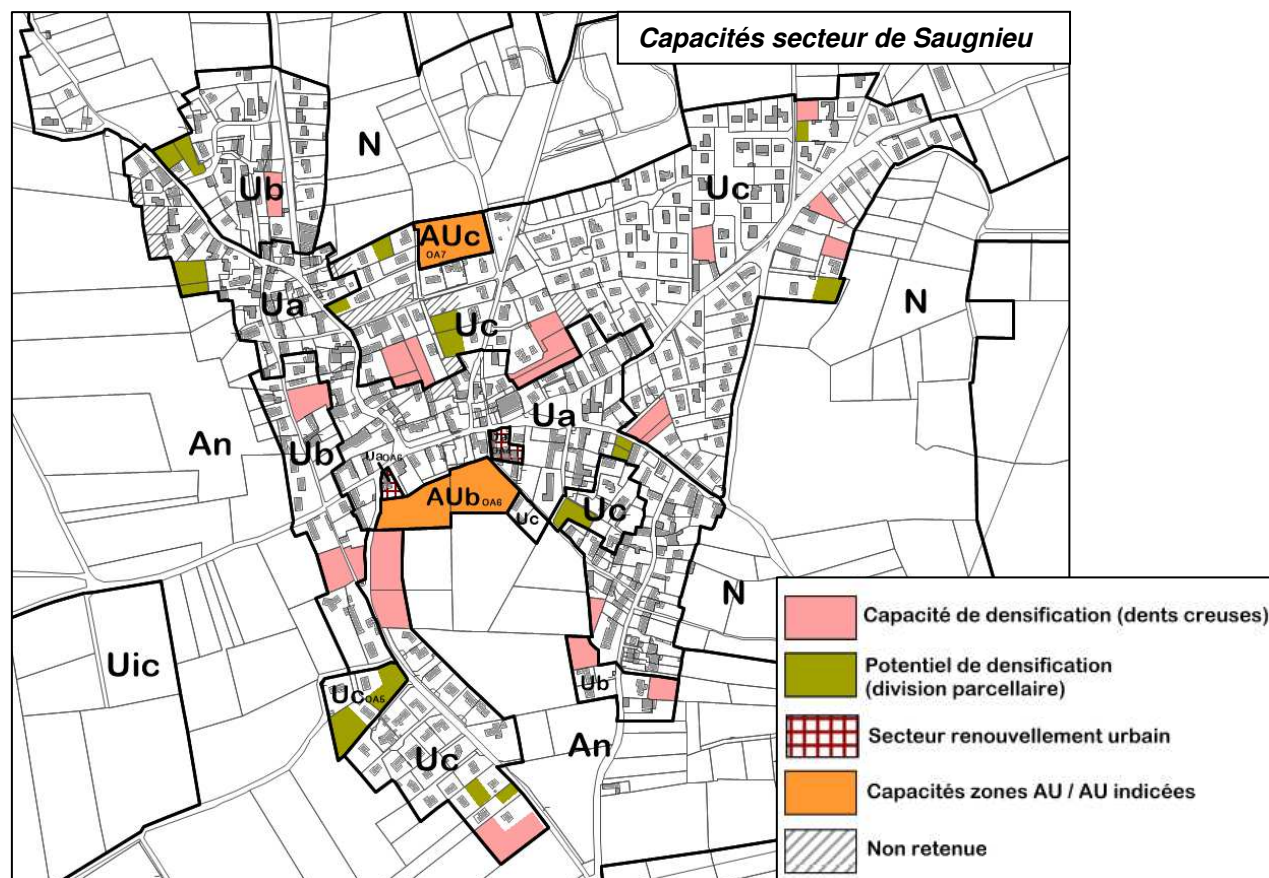 Capacités secteur de Saugnieu
N
Ub
Uc
AUc
OA7
Ua
Uc
N
Ua
An
Ub
UaOA6
AUbOA6
Uc
Uc
N
Uic
UcOA5
Ub
Uc
An
Capacité de densification (dents creuses)
Potentiel de densification
(division parcellaire)
Secteur renouvellement urbain
Capacités zones AU / AU indicées
Non retenue